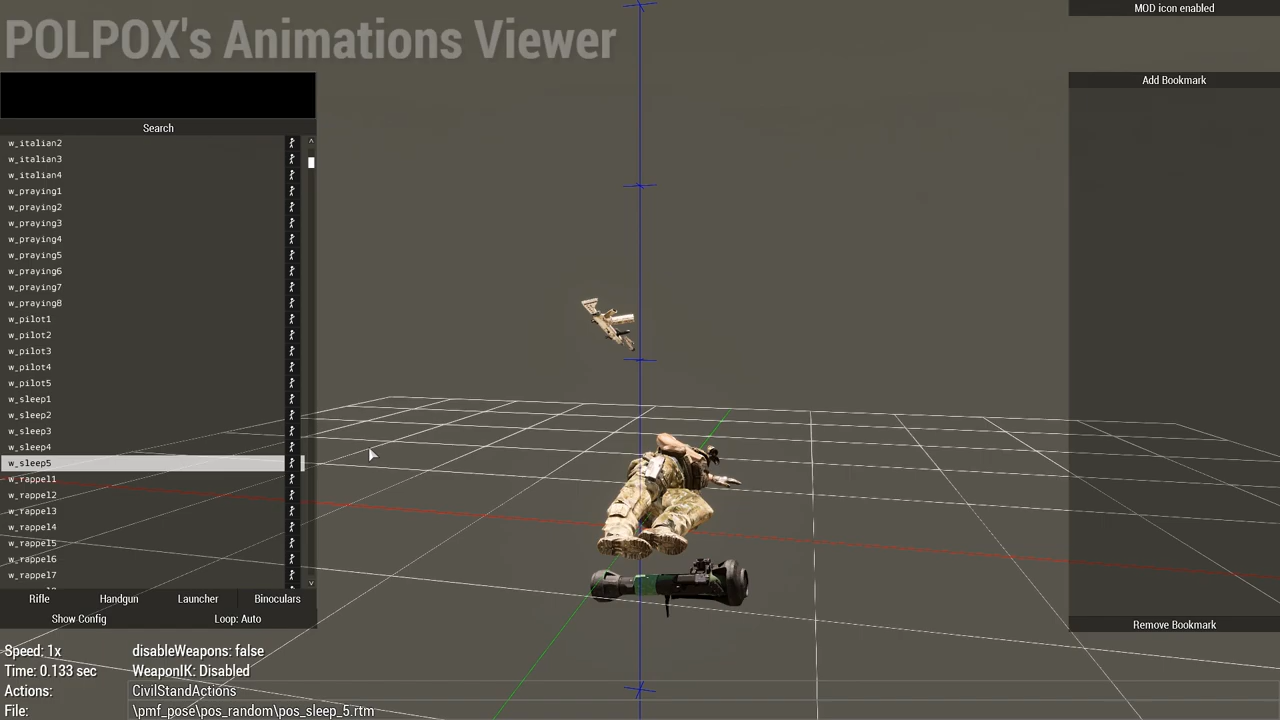 POLPOX's Animations Viewer
MOD icon enabled
Add Bookmark
Search
w_italian2
w_italian3
w_italian4
w_praying1
w_praying2
w_praying3
w_praying4
w_praying5
w_praying6
w_praying7
w_praying8
w_pilot1
w_pilot2
w_pilot3
w_pilot4
w_pilot5
w_sleep1
w_sleep2
w_sleep3
w_sleep4
w_sleep5
w_rappel1
w_rappel2
w_rappel3
w_rappel4
w_rappel5
w_rappel6
w_rappel7
Rifle Handgun Launcher Binoculars
Show Config Loop: Auto
Remove Bookmark
Speed: 1x disableWeapons: false
Time: 0.133 sec WeaponIK: Disabled
Actions: CivilStandActions
File: \pmf_pose\pos_random\pos_sleep_5.rtm